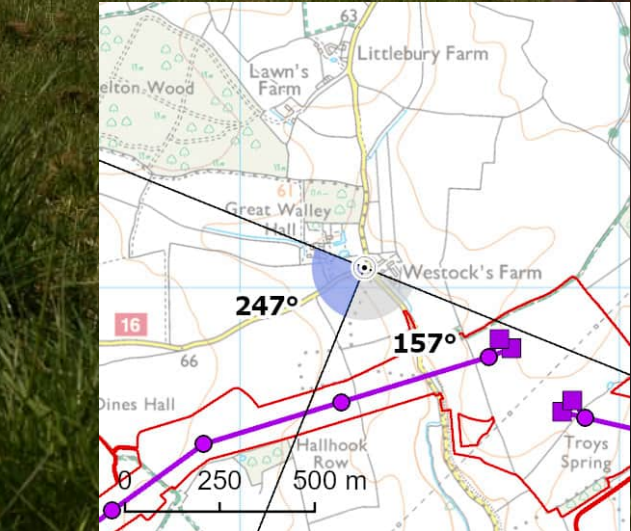 63
Littlebury Farm
Lawn's
Farm
elton Wood
61
Great Walley
Hall
Westock's Farm
247°
16
157°
66
Dines Hall
Hallhook
Row
Troys
Spring
0 250 500 m